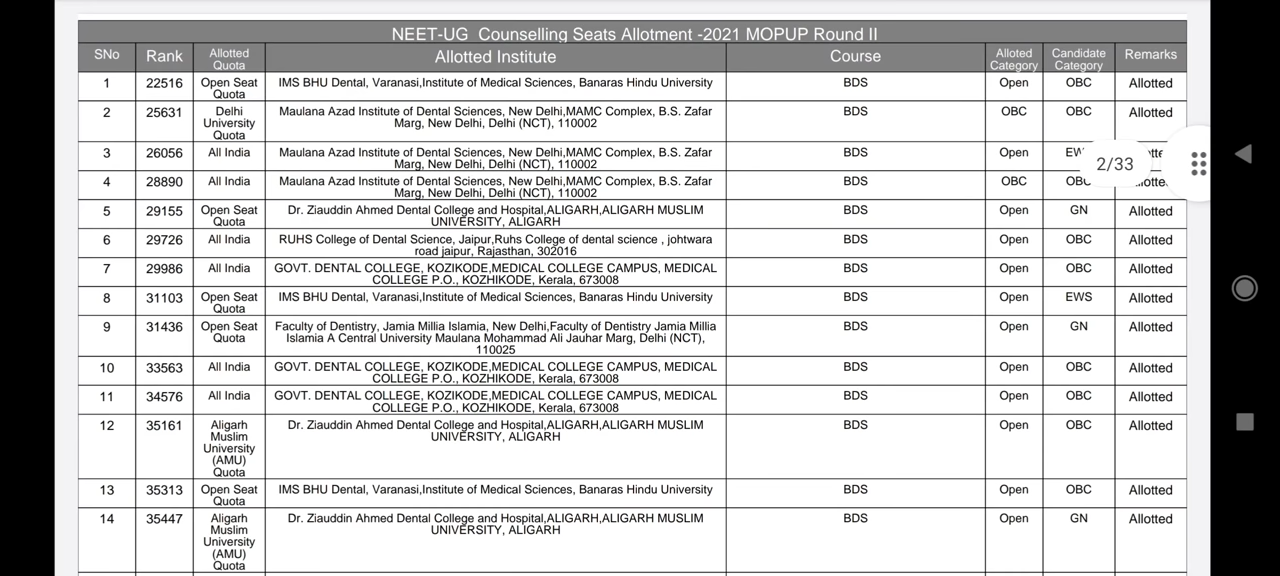 NEET-UG Counselling Seats Allotment -2021 MOPUP Round II
SNo Rank Allotted Quota Allotted Institute Course Alloted Category Candidate Category Remarks
1 22516 Open Seat Quota IMS BHU Dental, Varanasi,Institute of Medical Sciences, Banaras Hindu University BDS Open OBC Allotted
2 25631 Delhi University Quota Maulana Azad Institute of Dental Sciences, New Delhi,MAMC Complex, B.S. Zafar Marg, New Delhi, Delhi (NCT), 110002 BDS OBC OBC Allotted
3 26056 All India Maulana Azad Institute of Dental Sciences, New Delhi,MAMC Complex, B.S. Zafar Marg, New Delhi, Delhi (NCT), 110002 BDS Open
2/33
4 28890 All India Maulana Azad Institute of Dental Sciences, New Delhi,MAMC Complex, B.S. Zafar Marg, New Delhi, Delhi (NCT), 110002 BDS OBC OBC
5 29155 Open Seat Quota Dr. Ziauddin Ahmed Dental College and Hospital,ALIGARH,ALIGARH MUSLIM UNIVERSITY, ALIGARH BDS Open GN Allotted
6 29726 All India RUHS College of Dental Science, Jaipur,Ruhs College of dental science , johtwara road jaipur, Rajasthan, 302016 BDS Open OBC Allotted
7 29986 All India GOVT. DENTAL COLLEGE, KOZIKODE,MEDICAL COLLEGE CAMPUS, MEDICAL COLLEGE P.O., KOZHIKODE, Kerala, 673008 BDS Open OBC Allotted
8 31103 Open Seat Quota IMS BHU Dental, Varanasi,Institute of Medical Sciences, Banaras Hindu University BDS Open EWS Allotted
9 31436 Open Seat Quota Faculty of Dentistry, Jamia Millia Islamia, New Delhi,Faculty of Dentistry Jamia Millia Islamia A Central University Maulana Mohammad Ali Jauhar Marg, Delhi (NCT), 110025 BDS Open GN Allotted
10 33563 All India GOVT. DENTAL COLLEGE, KOZIKODE,MEDICAL COLLEGE CAMPUS, MEDICAL COLLEGE P.O., KOZHIKODE, Kerala, 673008 BDS Open OBC Allotted
11 34576 All India GOVT. DENTAL COLLEGE, KOZIKODE,MEDICAL COLLEGE CAMPUS, MEDICAL COLLEGE P.O., KOZHIKODE, Kerala, 673008 BDS Open OBC Allotted
12 35161 Aligarh Muslim University (AMU) Quota Dr. Ziauddin Ahmed Dental College and Hospital,ALIGARH,ALIGARH MUSLIM UNIVERSITY, ALIGARH BDS Open OBC Allotted
13 35313 Open Seat Quota IMS BHU Dental, Varanasi,Institute of Medical Sciences, Banaras Hindu University BDS Open OBC Allotted
14 35447 Aligarh Muslim University (AMU) Quota Dr. Ziauddin Ahmed Dental College and Hospital,ALIGARH,ALIGARH MUSLIM UNIVERSITY, ALIGARH BDS Open GN Allotted